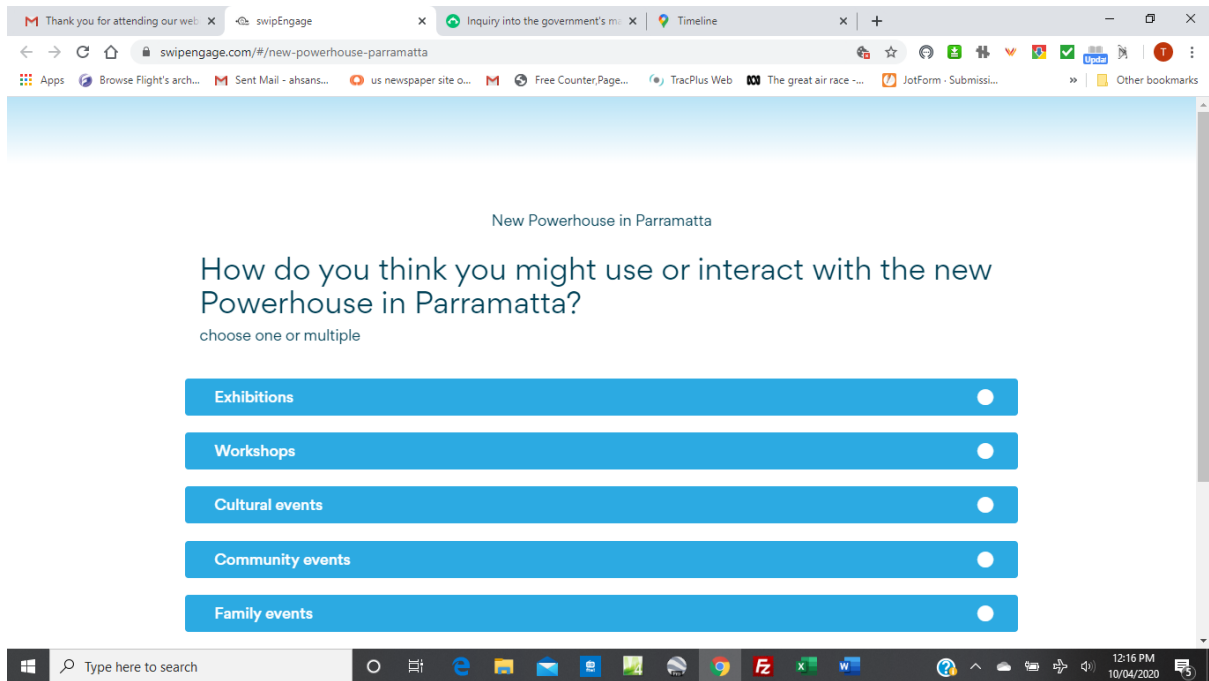 Thank you for attending our web
swipEngage
Inquiry into the government's ma
Timeline
swipengage.com/#/new-powerhouse-parramatta
Updat
T
Apps
Browse Flight's arch...
Sent Mail - ahsans...
us newspaper site o...
Free Counter,Page...
TracPlus Web
The great air race -...
JotForm · Submissi...
»
Other bookmarks
New Powerhouse in Parramatta
How do you think you might use or interact with the new
Powerhouse in Parramatta?
choose one or multiple
Exhibitions
Workshops
Cultural events
Community events
Family events
Type here to search
12:16 PM
10/04/2020
5